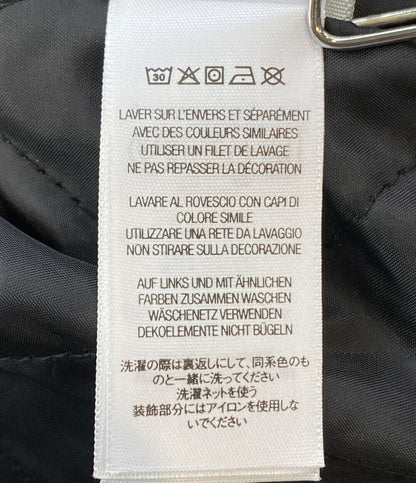 30
LAVER SUR L'ENVERS ET SÉPARÉMENT
AVEC DES COULEURS SIMILAIRES
UTILISER UN FILET DE LAVAGE
NE PAS REPASSER LA DÉCORATION
LAVARE AL ROVESCIO CON CAPI DI
COLORE SIMILE
UTILIZZARE UNA RETE DA LAVAGGIO
NON STIRARE SULLA DECORAZIONE
AUF LINKS UND MIT ÄHNLICHEN
FARBEN ZUSAMMEN WASCHEN
WÄSCHENETZ VERWENDEN
DEKOELEMENTE NICHT BÜGELN
洗濯の際は裏返しにして、同系色のも
のと一緒に洗ってください
洗濯ネットを使う
装飾部分にはアイロンを使用しな
いでください